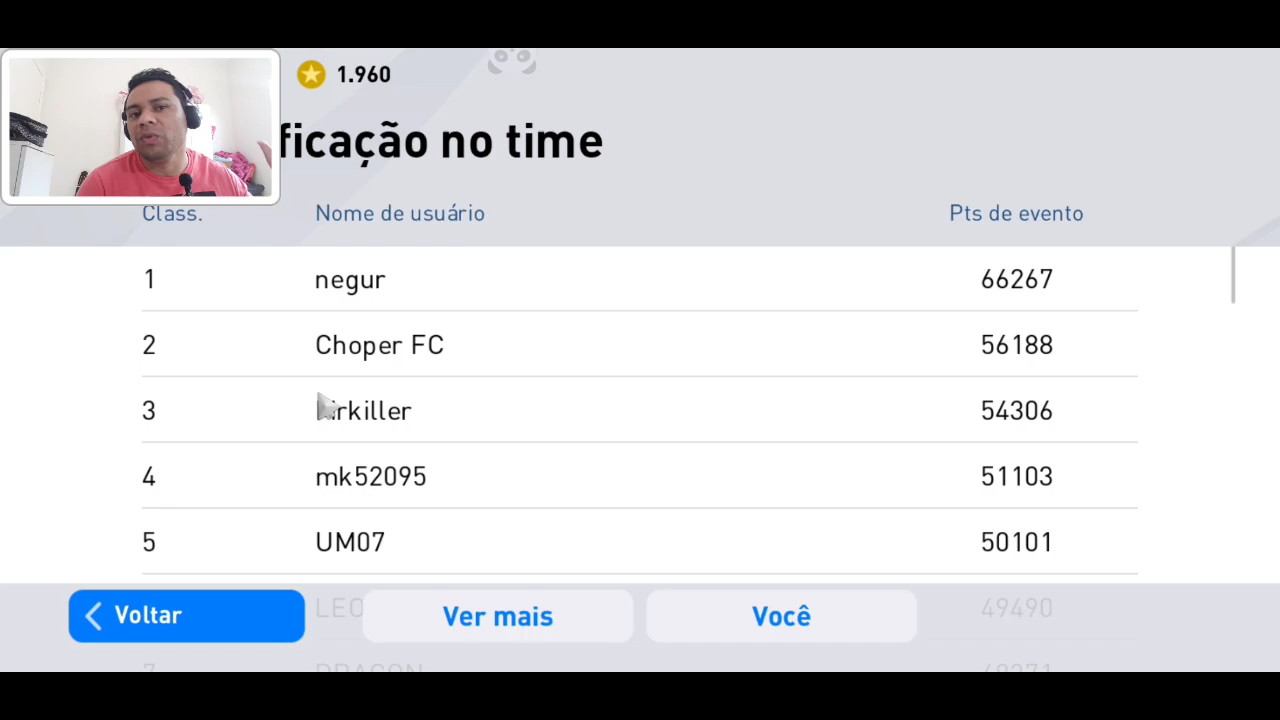 1.960
ficação no time
Class. Nome de usuário Pts de evento
1 negur 66267
2 Choper FC 56188
3 54306
4 mk52095 51103
5 UM07 50101
LEO 49490
Voltar Ver mais Você